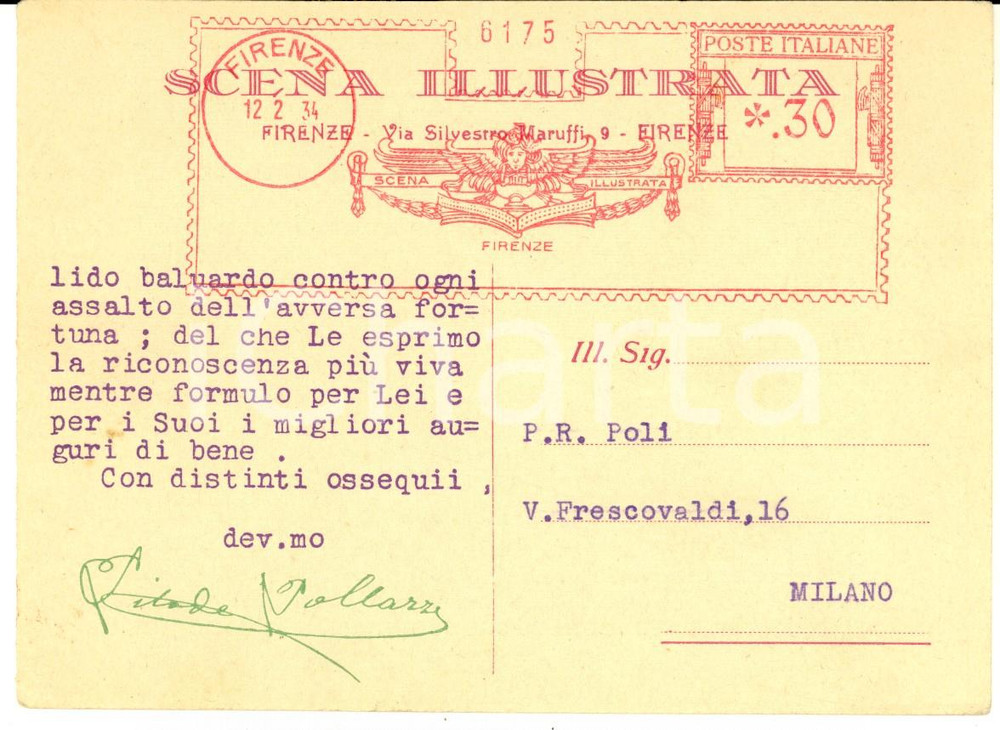 6175
POSTE ITALIANE
*.30
FIRENZE
12 2 34
SCENA ILLUSTRATA
FIRENZE - Via Silvestro Maruffi, 9 - FIRENZE
SCENA ILLUSTRATA
FIRENZE
lido baluardo contro ogni
assalto dell'avversa for=
tuna ; del che Le esprimo
la riconoscenza più viva
mentre formulo per Lei e
per i Suoi i migliori au=
guri di bene .
Con distinti ossequii ,
dev.mo
Pollazzi
Ill. Sig.
P.R. Poli
V.Frescovaldi,16
MILANO